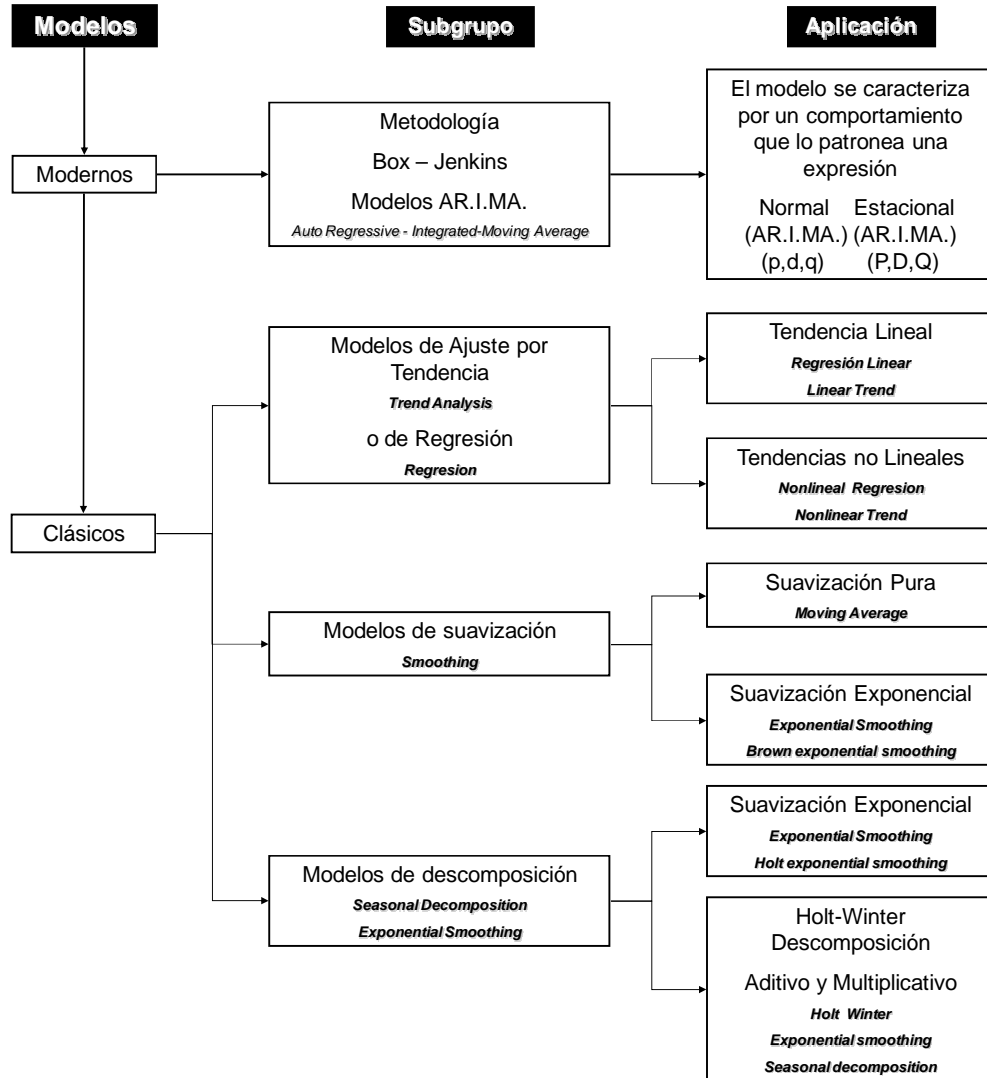 Modelos
Subgrupo
Aplicación
Modernos
Metodología
Box – Jenkins
Modelos AR.I.MA.
Auto Regressive - Integrated-Moving Average
El modelo se caracteriza
por un comportamiento
que lo patronea una
expresión
Normal Estacional
(AR.I.MA.) (AR.I.MA.)
(p,d,q) (P,D,Q)
Clásicos
Modelos de Ajuste por
Tendencia
Trend Analysis
o de Regresión
Regresion
Tendencia Lineal
Regresión Linear
Linear Trend
Tendencias no Lineales
Nonlineal Regresion
Nonlinear Trend
Modelos de suavización
Smoothing
Suavización Pura
Moving Average
Suavización Exponencial
Exponential Smoothing
Brown exponential smoothing
Modelos de descomposición
Seasonal Decomposition
Exponential Smoothing
Suavización Exponencial
Exponential Smoothing
Holt exponential smoothing
Holt-Winter
Descomposición
Aditivo y Multiplicativo
Holt Winter
Exponential smoothing
Seasonal decomposition